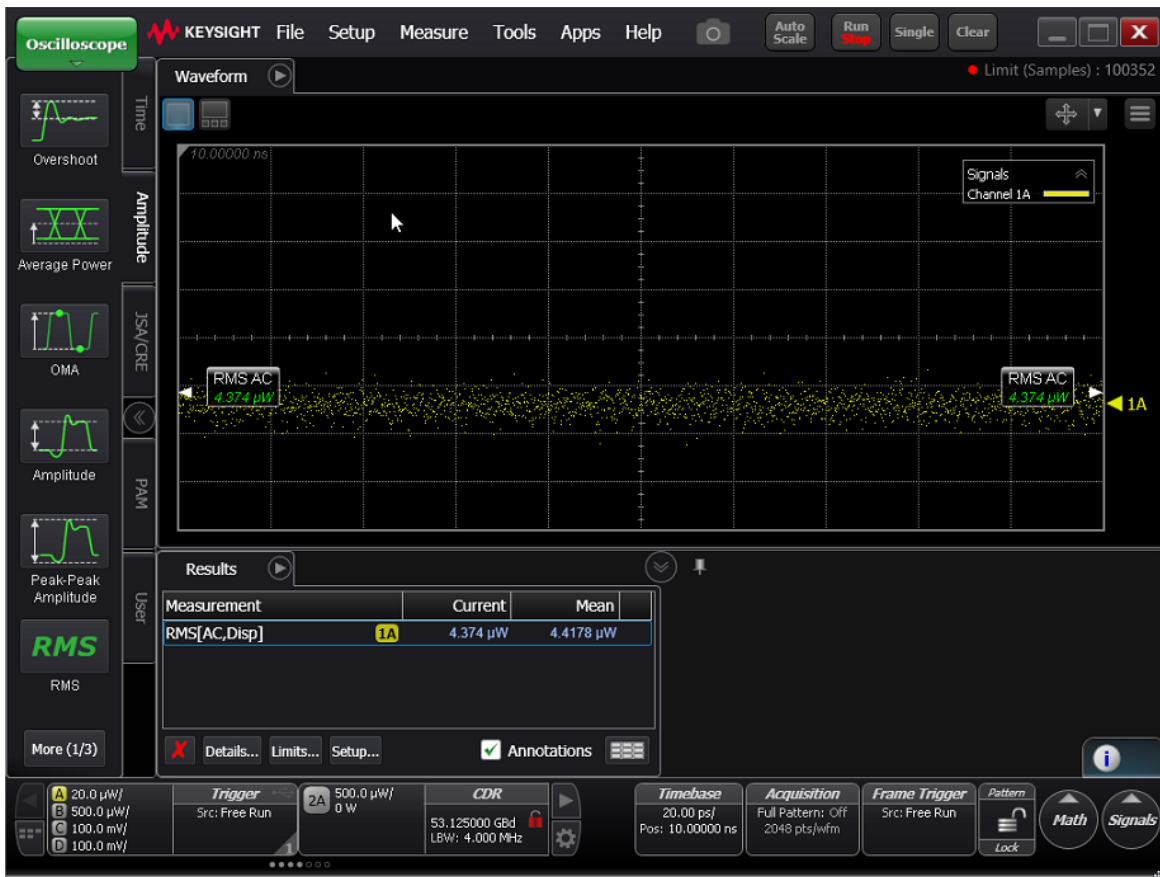 Oscilloscope
KEYSIGHT File Setup Measure Tools Apps Help
Auto Scale
Run Stop
Single
Clear
X
Waveform
Limit (Samples) : 100352
Time
Amplitude
JSA/CRE
PAM
User
Overshoot
Average Power
OMA
Amplitude
Peak-Peak
Amplitude
RMS
RMS
More (1/3)
10.00000 ns
Signals
Channel 1A
RMS AC
4.374 µW
RMS AC
4.374 µW
1A
Results
Measurement Current Mean
RMS[AC,Disp] 1A 4.374 µW 4.4178 µW
X Details... Limits... Setup... Annotations
i
A 20.0 µW/
B 500.0 µW/
C 100.0 mV/
D 100.0 mV/
Trigger
Src: Free Run
1
2A 500.0 µW/
0 W
CDR
53.125000 GBd
LBW: 4.000 MHz
Timebase
20.00 ps/
Pos: 10.00000 ns
Acquisition
Full Pattern: Off
2048 pts/wfm
Frame Trigger
Src: Free Run
Pattern
Lock
Math
Signals